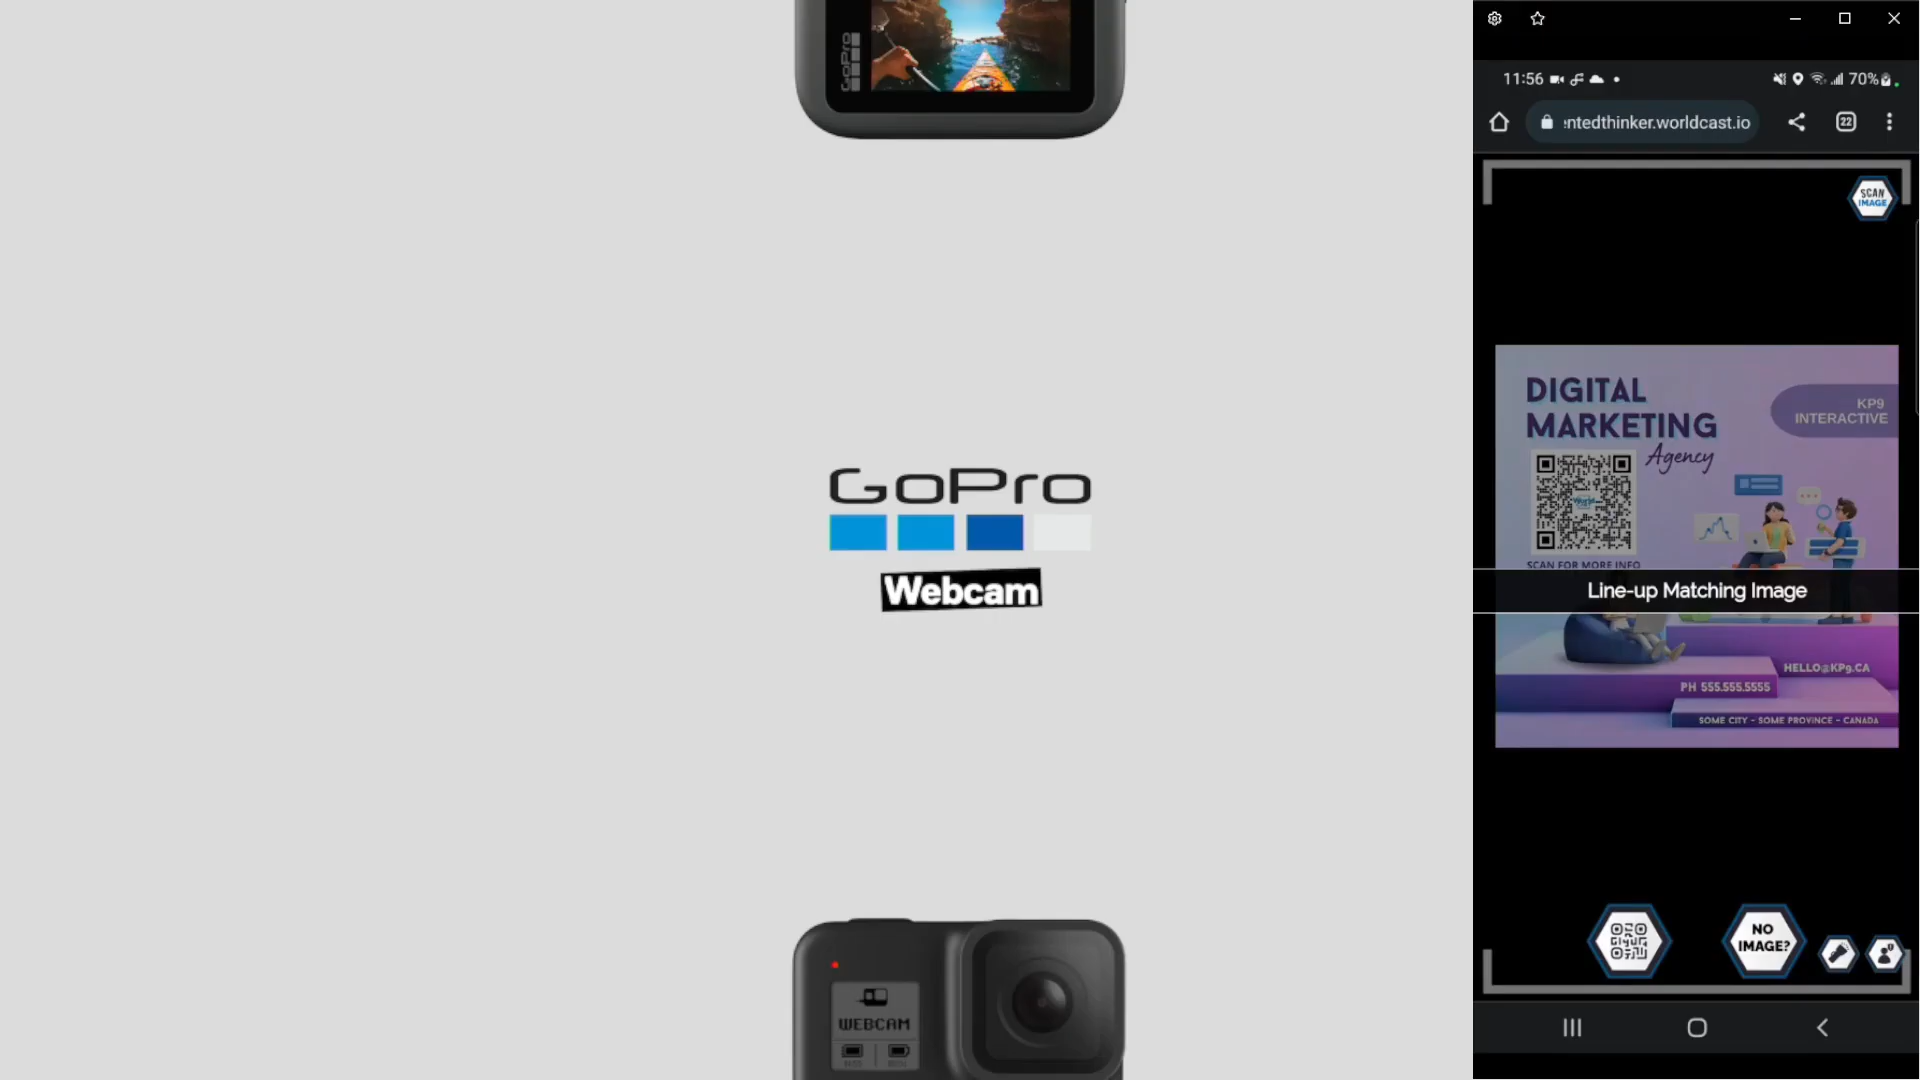 GoPro
GoPro
Webcam
WEBCAM
11:56
70%
entedthinker.worldcast.io
22
SCAN
IMAGE
DIGITAL
MARKETING
Agency
KP9
INTERACTIVE
SCAN FOR MORE INFO
Line-up Matching Image
HELLO@KP9.CA
PH 555.555.5555
SOME CITY - SOME PROVINCE - CANADA
NO
IMAGE?